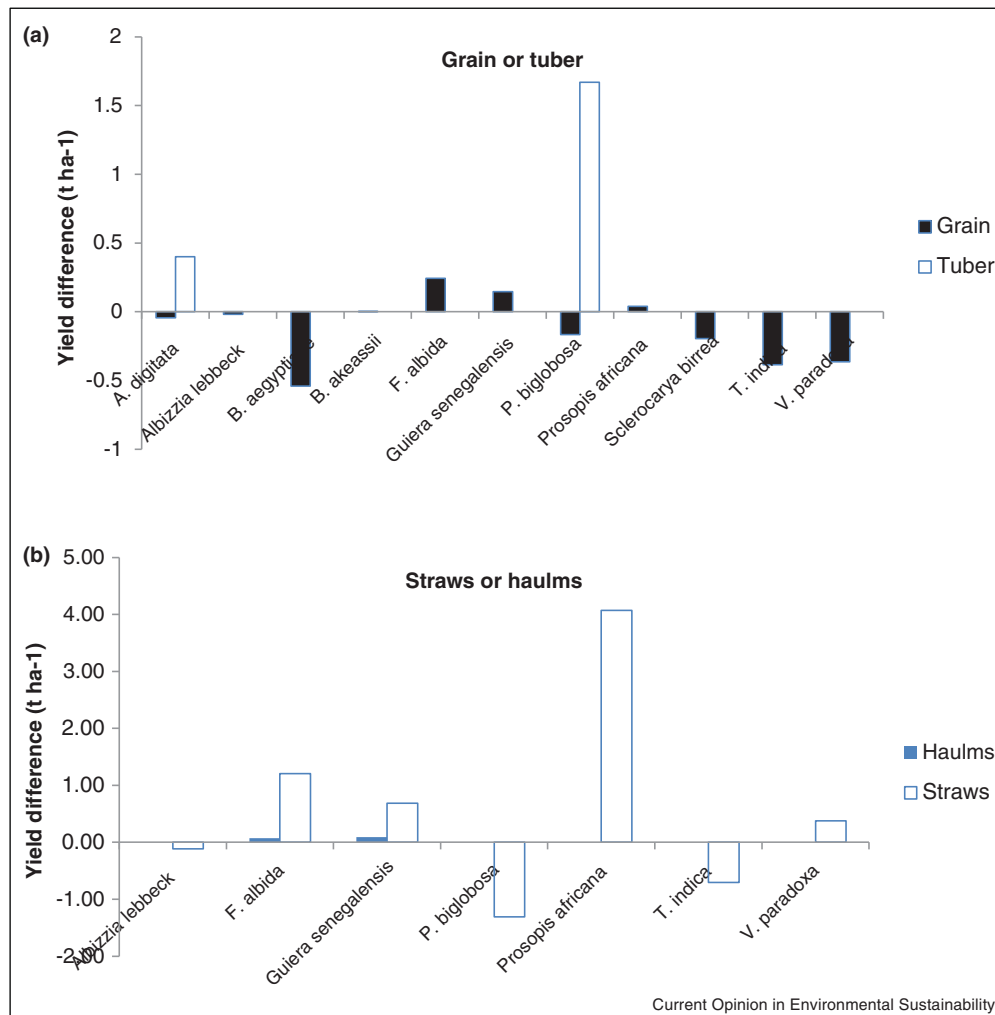 (a)
Grain or tuber
Yield difference (t ha-1)
2
1.5
1
0.5
0
-0.5
-1
A. digitata
Albizzia lebbeck
B. aegyptiaca
B. akeassii
F. albida
Guiera senegalensis
P. biglobosa
Prosopis africana
Sclerocarya birrea
T. indica
V. paradoxa
Grain
Tuber
(b)
Straws or haulms
Yield difference (t ha-1)
5.00
4.00
3.00
2.00
1.00
0.00
-1.00
-2.00
Albizzia lebbeck
F. albida
Guiera senegalensis
P. biglobosa
Prosopis africana
T. indica
V. paradoxa
Haulms
Straws
Current Opinion in Environmental Sustainability